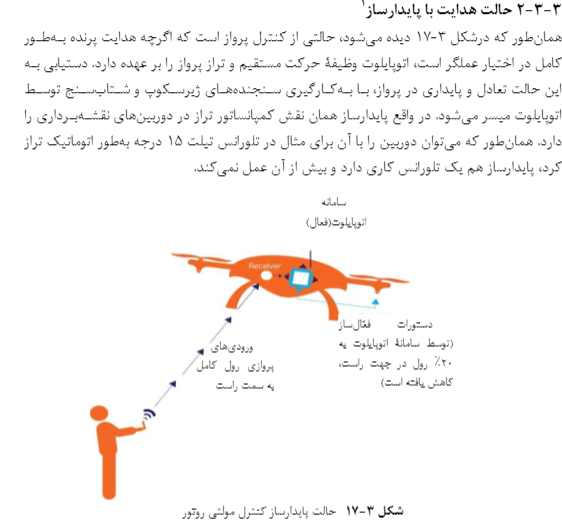 ۲-۳-۳ حالت هدایت با پایدارساز۱
همان‌طور که درشکل ۳-۱۷ دیده می‌شود، حالتی از کنترل پرواز است که اگرچه هدایت پرنده به‌طور
کامل در اختیار عملگر است، اتوپایلوت وظیفهٔ حرکت مستقیم و تراز پرواز را بر عهده دارد. دستیابی به
این حالت تعادل و پایداری در پرواز، با به‌کارگیری سنجنده‌های ژیرسکوپ و شتاب‌سنج توسط
اتوپایلوت میسر می‌شود. در واقع پایدارساز همان نقش کمپانساتور تراز در دوربین‌های نقشه‌برداری را
دارد. همان‌طور که می‌توان دوربین را با آن برای مثال در تلورانس تیلت ۱۵ درجه به‌طور اتوماتیک تراز
کرد، پایدارساز هم یک تلورانس کاری دارد و بیش از آن عمل نمی‌کند.
سامانه
اتوپایلوت(فعال)
Receiver
دستورات فعّال‌ساز
(توسط سامانهٔ اتوپایلوت به
۲۰٪ رول در جهت راست،
کاهش یافته است)
ورودی‌های
پروازی رول کامل
به سمت راست
شکل ۳-۱۷ حالت پایدارساز کنترل مولتی روتور